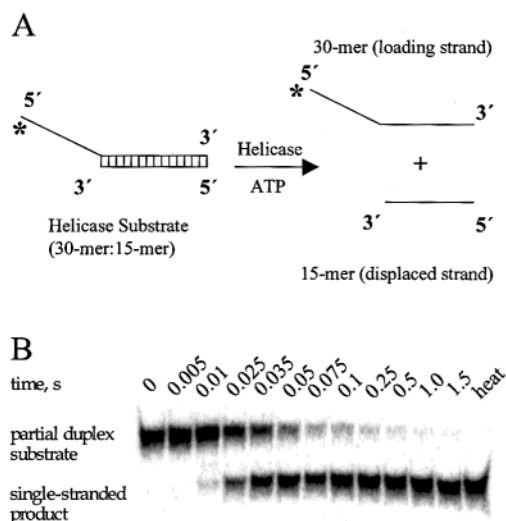 A
30-mer (loading strand)
5´
*
5´
*
3´
3´
Helicase
ATP
+
3´
5´
3´
5´
Helicase Substrate
(30-mer:15-mer)
15-mer (displaced strand)
B
time, s
0 0.005 0.01 0.025 0.035 0.05 0.075 0.1 0.25 0.5 1.0 1.5 heat
partial duplex
substrate
single-stranded
product